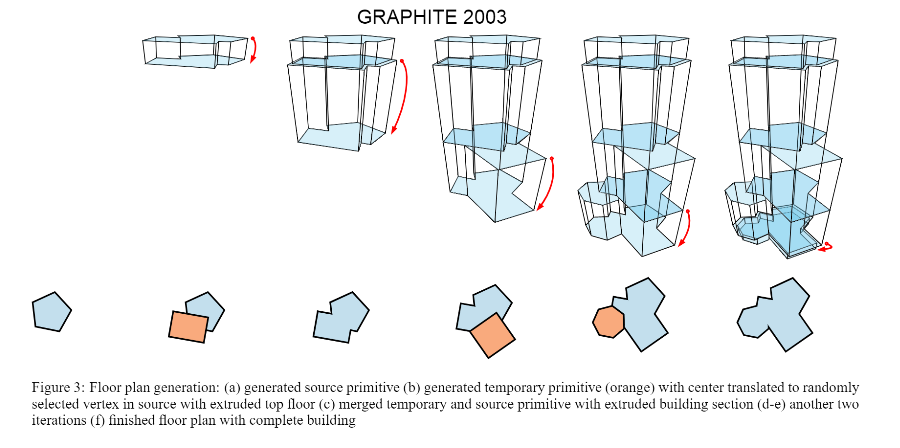 GRAPHITE 2003
Figure 3: Floor plan generation: (a) generated source primitive (b) generated temporary primitive (orange) with center translated to randomly
selected vertex in source with extruded top floor (c) merged temporary and source primitive with extruded building section (d-e) another two
iterations (f) finished floor plan with complete building